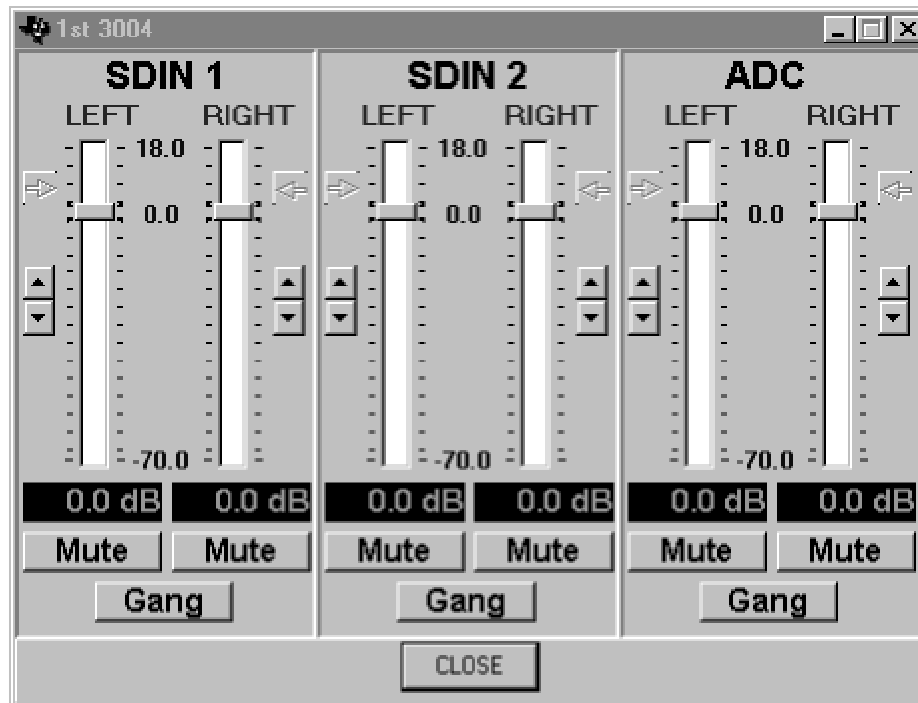 1st 3004
SDIN 1
LEFT RIGHT
18.0
0.0
-70.0
0.0 dB 0.0 dB
Mute Mute
Gang
SDIN 2
LEFT RIGHT
18.0
0.0
-70.0
0.0 dB 0.0 dB
Mute Mute
Gang
ADC
LEFT RIGHT
18.0
0.0
-70.0
0.0 dB 0.0 dB
Mute Mute
Gang
CLOSE